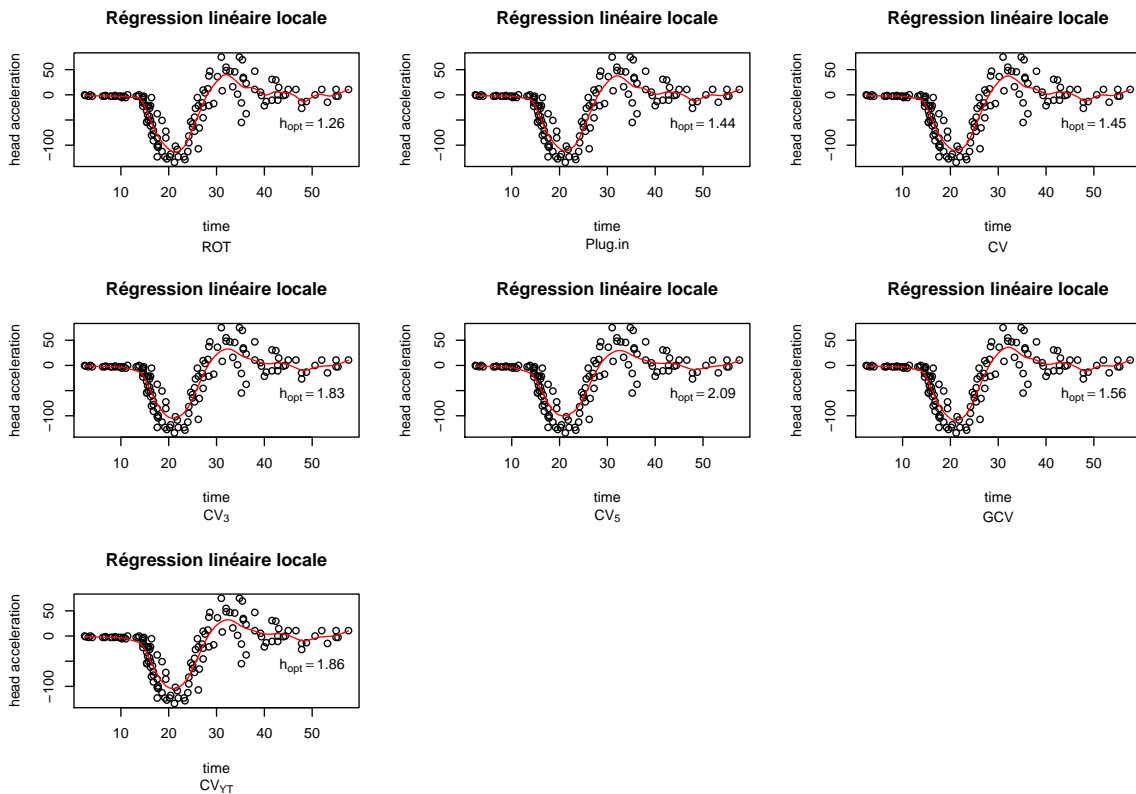 Régression linéaire locale
head acceleration
50
0
−100
h_opt = 1.26
10 20 30 40 50
time
ROT
Régression linéaire locale
head acceleration
50
0
−100
h_opt = 1.44
10 20 30 40 50
time
Plug.in
Régression linéaire locale
head acceleration
50
0
−100
h_opt = 1.45
10 20 30 40 50
time
CV
Régression linéaire locale
head acceleration
50
0
−100
h_opt = 1.83
10 20 30 40 50
time
CV_3
Régression linéaire locale
head acceleration
50
0
−100
h_opt = 2.09
10 20 30 40 50
time
CV_5
Régression linéaire locale
head acceleration
50
0
−100
h_opt = 1.56
10 20 30 40 50
time
GCV
Régression linéaire locale
head acceleration
50
0
−100
h_opt = 1.86
10 20 30 40 50
time
CV_YT